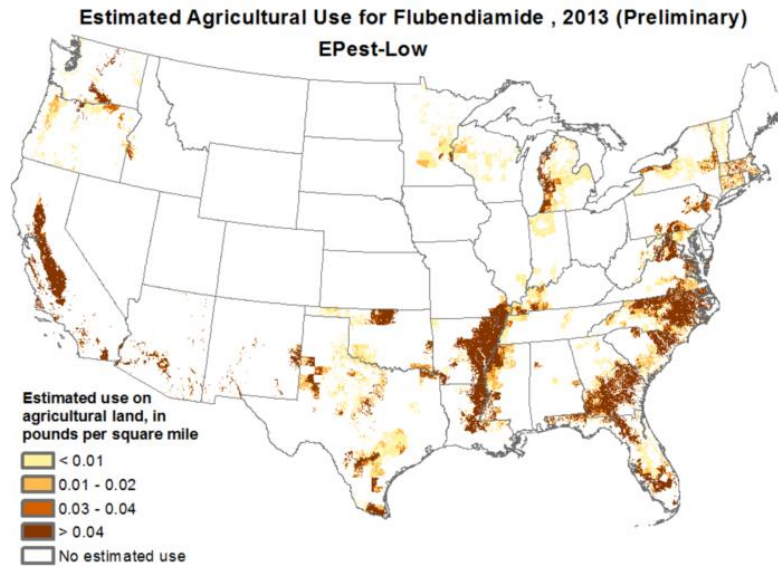 Estimated Agricultural Use for Flubendiamide , 2013 (Preliminary)
EPest-Low
Estimated use on
agricultural land, in
pounds per square mile
< 0.01
0.01 - 0.02
0.03 - 0.04
> 0.04
No estimated use